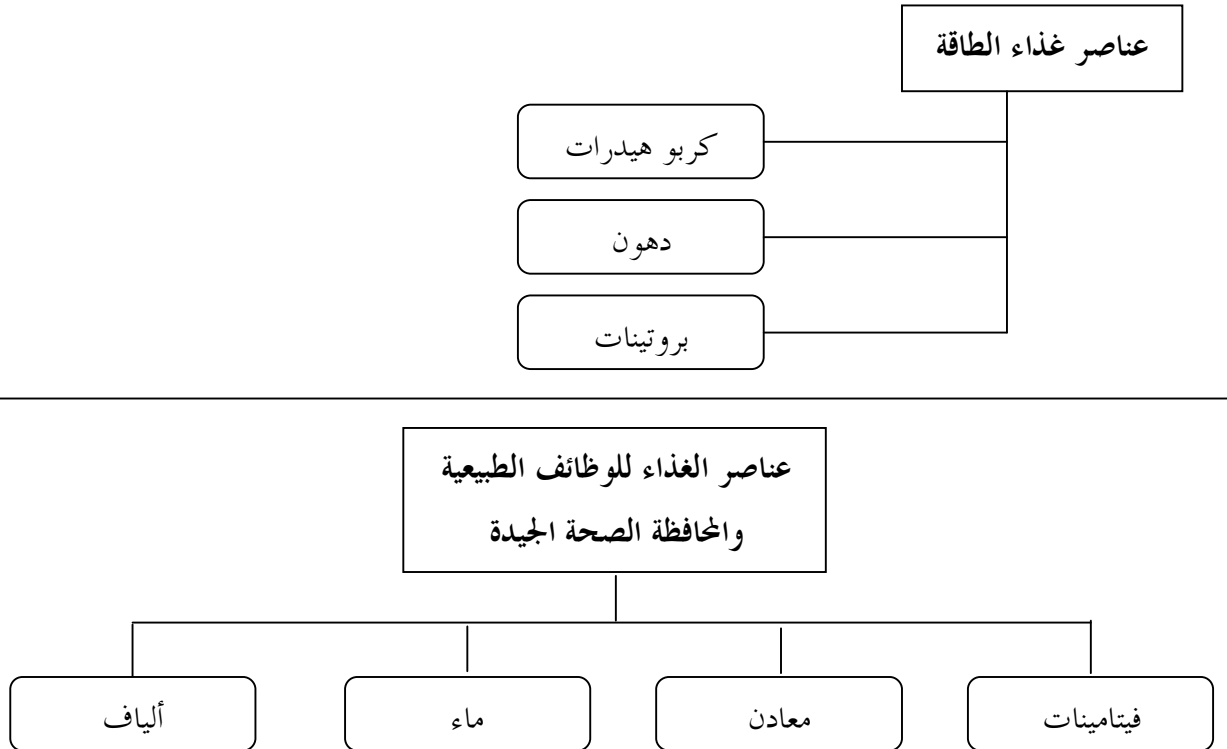 عناصر غذاء الطاقة
كربو هيدرات
دهون
بروتينات
عناصر الغذاء للوظائف الطبيعية
والمحافظة الصحة الجيدة
فيتامينات
معادن
ماء
ألياف